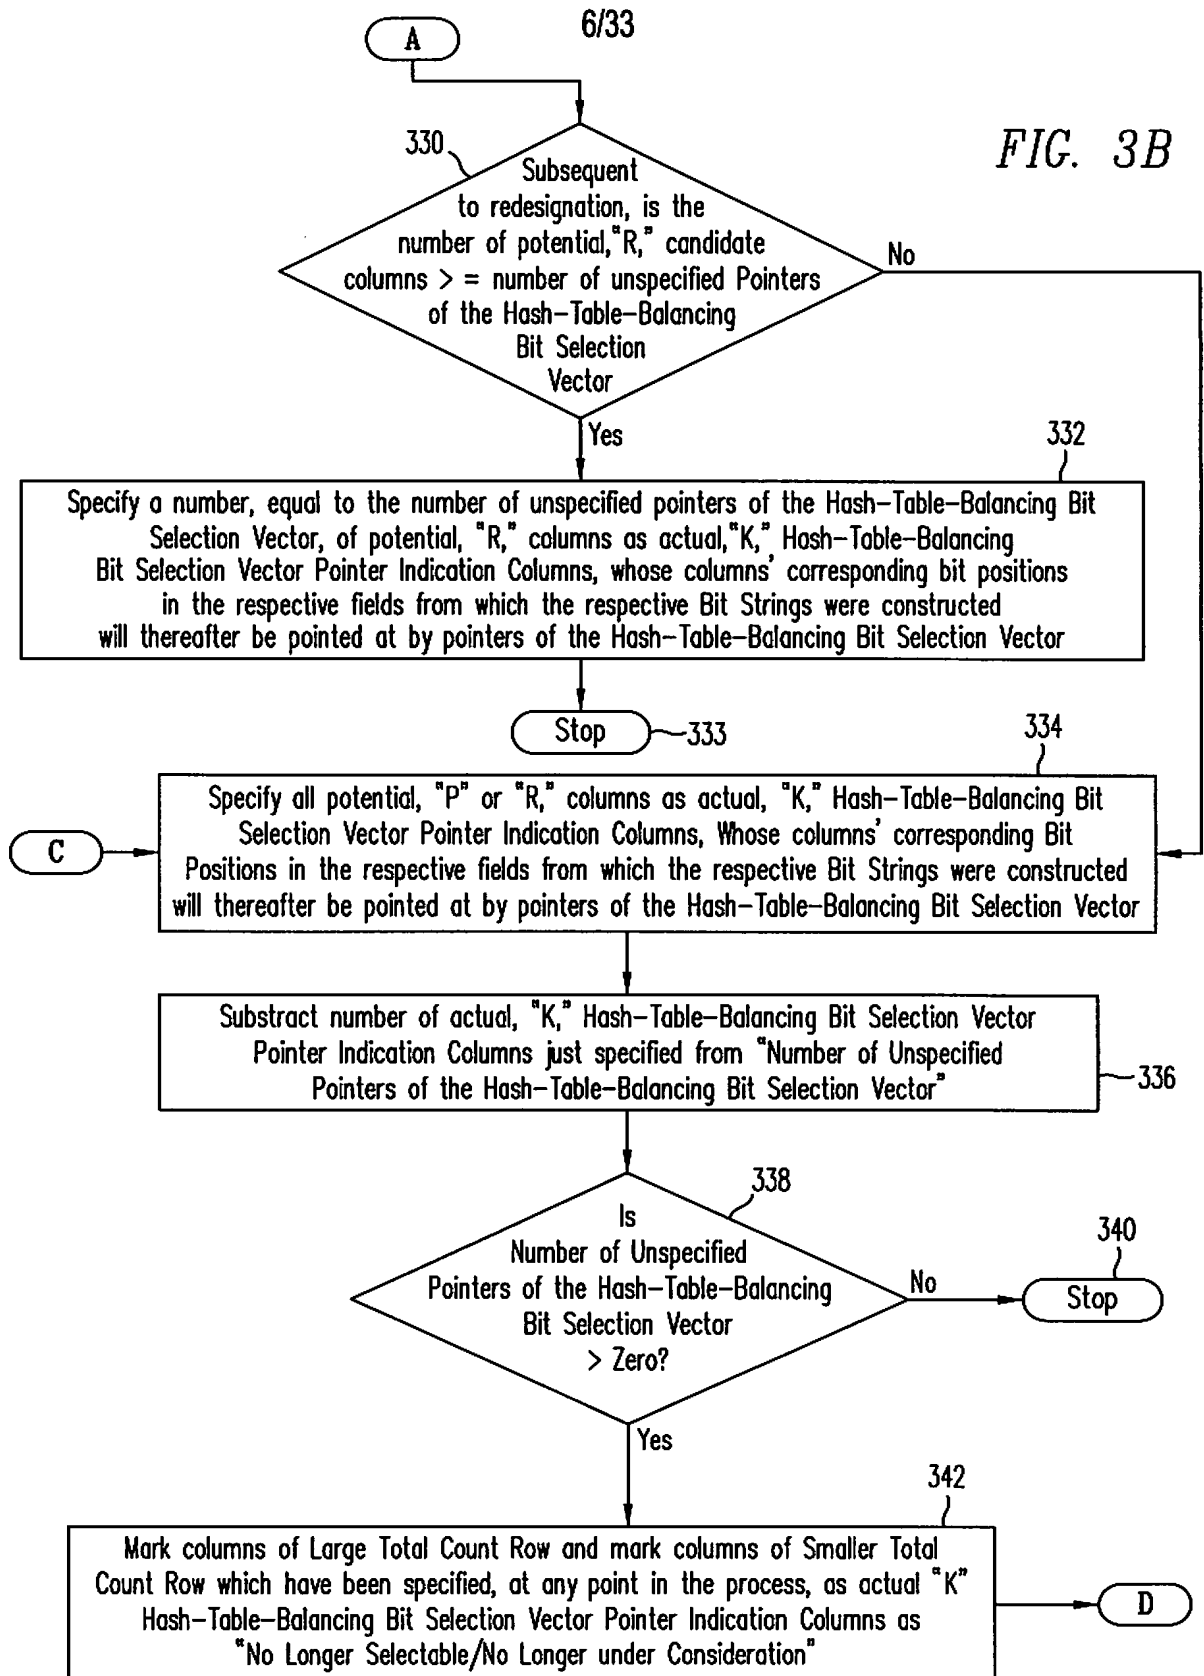 6/33
A
FIG. 3B
330
Subsequent
to redesignation, is the
number of potential,"R," candidate
columns > = number of unspecified Pointers
of the Hash-Table-Balancing
Bit Selection
Vector
No
Yes
332
Specify a number, equal to the number of unspecified pointers of the Hash-Table-Balancing Bit
Selection Vector, of potential, "R," columns as actual,"K," Hash-Table-Balancing
Bit Selection Vector Pointer Indication Columns, whose columns' corresponding bit positions
in the respective fields from which the respective Bit Strings were constructed
will thereafter be pointed at by pointers of the Hash-Table-Balancing Bit Selection Vector
Stop
333
334
Specify all potential, "P" or "R," columns as actual, "K," Hash-Table-Balancing Bit
Selection Vector Pointer Indication Columns, Whose columns' corresponding Bit
Positions in the respective fields from which the respective Bit Strings were constructed
will thereafter be pointed at by pointers of the Hash-Table-Balancing Bit Selection Vector
C
Substract number of actual, "K," Hash-Table-Balancing Bit Selection Vector
Pointer Indication Columns just specified from "Number of Unspecified
Pointers of the Hash-Table-Balancing Bit Selection Vector"
336
338
Is
Number of Unspecified
Pointers of the Hash-Table-Balancing
Bit Selection Vector
> Zero?
No
340
Stop
Yes
342
Mark columns of Large Total Count Row and mark columns of Smaller Total
Count Row which have been specified, at any point in the process, as actual "K"
Hash-Table-Balancing Bit Selection Vector Pointer Indication Columns as
"No Longer Selectable/No Longer under Consideration"
D